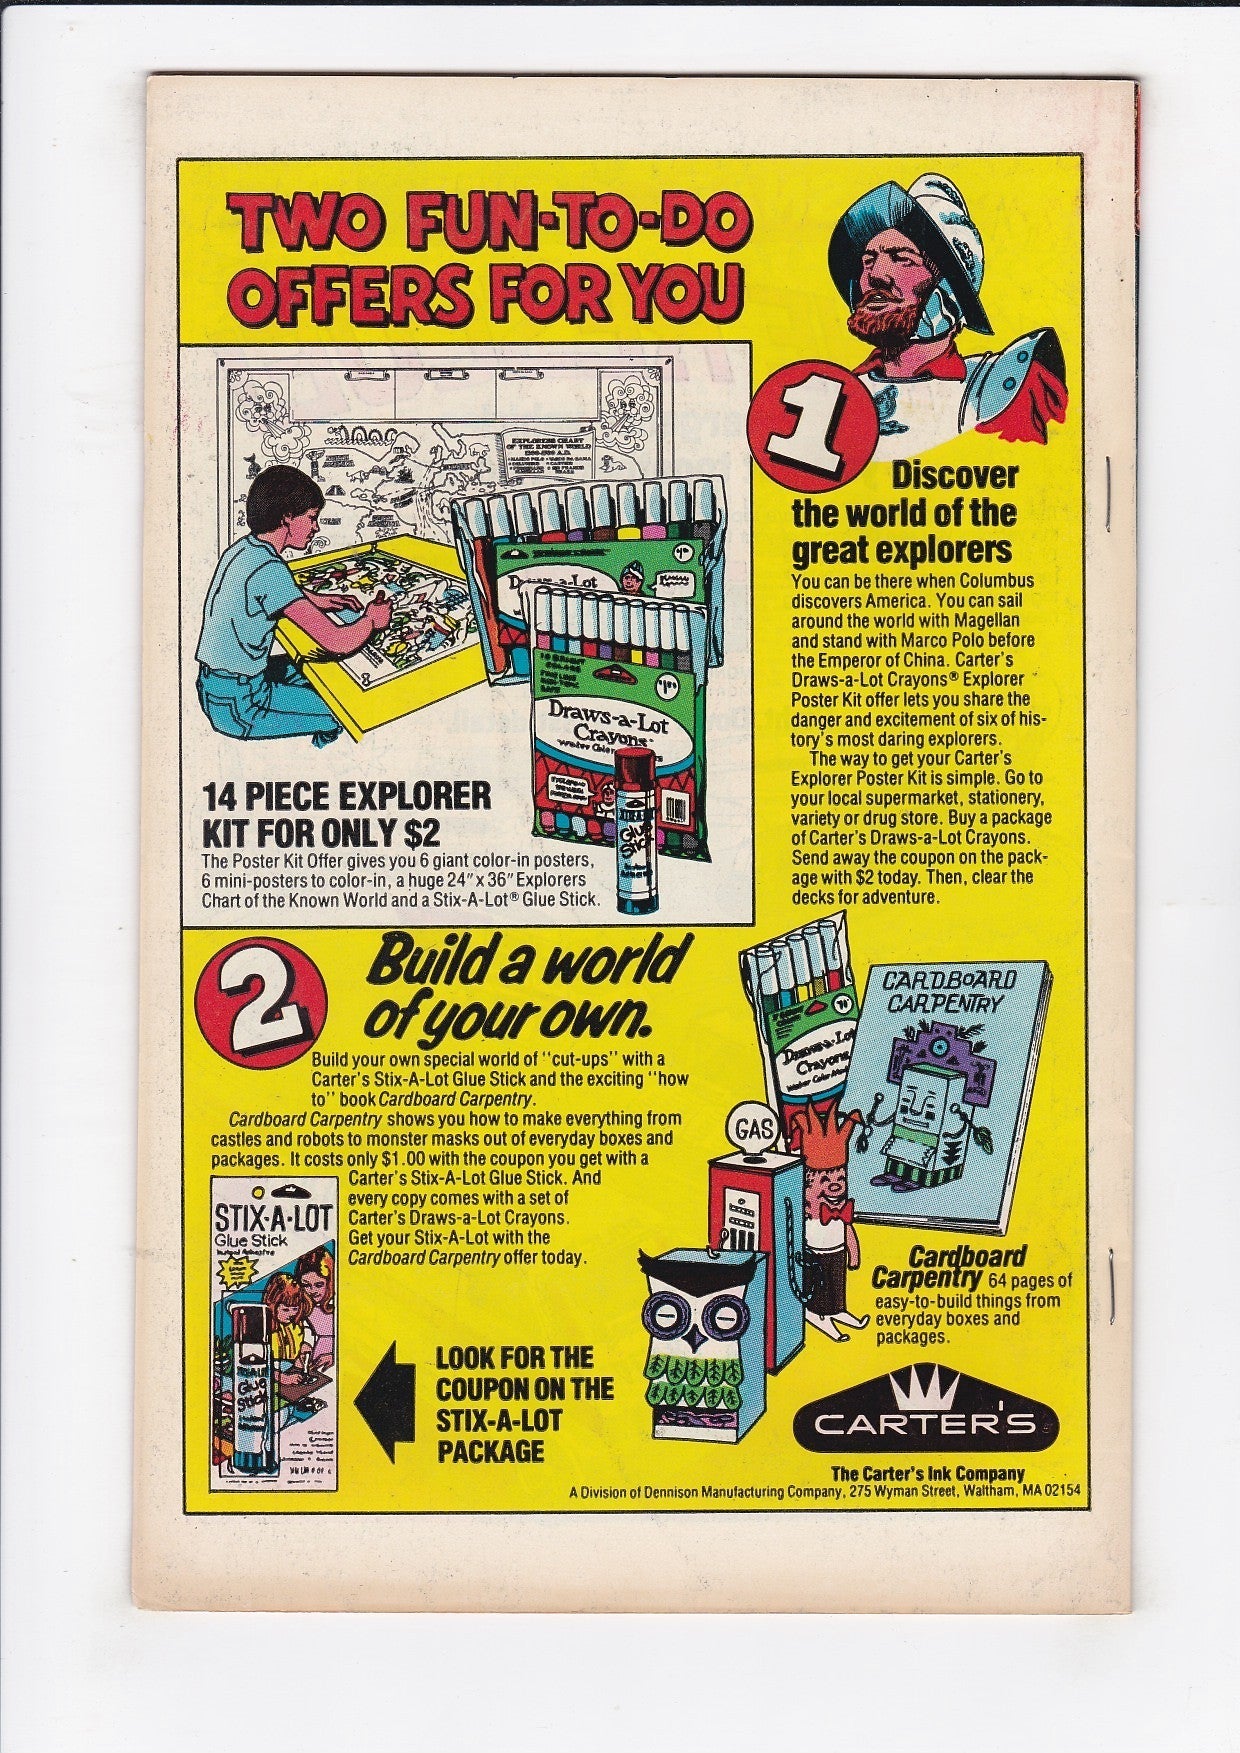 TWO FUN-TO-DO
OFFERS FOR YOU
EXPLORERS CHART
OF THE KNOWN WORLD
Draws-a-Lot
Draws-a-Lot
Crayons
Glue
Stick
14 PIECE EXPLORER
KIT FOR ONLY $2
The Poster Kit Offer gives you 6 giant color-in posters,
6 mini-posters to color-in, a huge 24" x 36" Explorers
Chart of the Known World and a Stix-A-Lot® Glue Stick.
1
Discover
the world of the
great explorers
You can be there when Columbus
discovers America. You can sail
around the world with Magellan
and stand with Marco Polo before
the Emperor of China. Carter's
Draws-a-Lot Crayons® Explorer
Poster Kit offer lets you share the
danger and excitement of six of his-
tory's most daring explorers.
The way to get your Carter's
Explorer Poster Kit is simple. Go to
your local supermarket, stationery,
variety or drug store. Buy a package
of Carter's Draws-a-Lot Crayons.
Send away the coupon on the pack-
age with $2 today. Then, clear the
decks for adventure.
2
Build a world
of your own.
Build your own special world of "cut-ups" with a
Carter's Stix-A-Lot Glue Stick and the exciting "how
to" book Cardboard Carpentry.
Cardboard Carpentry shows you how to make everything from
castles and robots to monster masks out of everyday boxes and
packages. It costs only $1.00 with the coupon you get with a
Carter's Stix-A-Lot Glue Stick. And
every copy comes with a set of
Carter's Draws-a-Lot Crayons.
Get your Stix-A-Lot with the
Cardboard Carpentry offer today.
STIX-A-LOT
Glue Stick
Glue
Stick
LOOK FOR THE
COUPON ON THE
STIX-A-LOT
PACKAGE
Draws-a-Lot
Crayons
CARDBOARD
CARPENTRY
GAS
Cardboard
Carpentry 64 pages of
easy-to-build things from
everyday boxes and
packages.
CARTER'S
The Carter's Ink Company
A Division of Dennison Manufacturing Company, 275 Wyman Street, Waltham, MA 02154